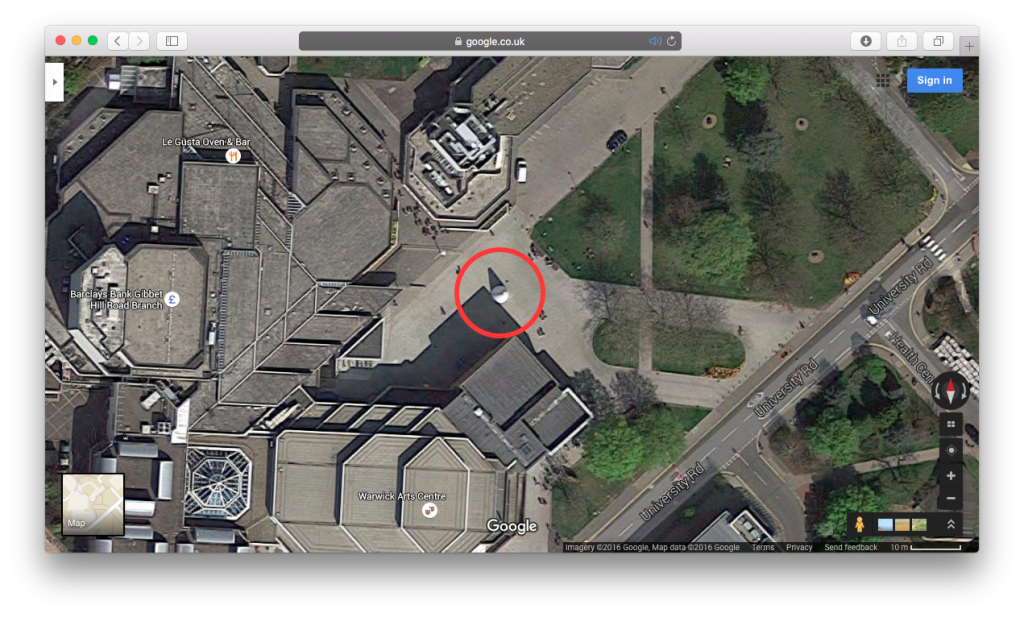 google.co.uk
Sign in
Le Gusta Oven & Bar
University Rd
Barclays Bank Gibbet
Hill Road Branch
£
Health Cen
University Rd
University Rd
Warwick Arts Centre
Map
Google
Imagery ©2016 Google, Map data ©2016 Google Terms Privacy Send feedback 10 m